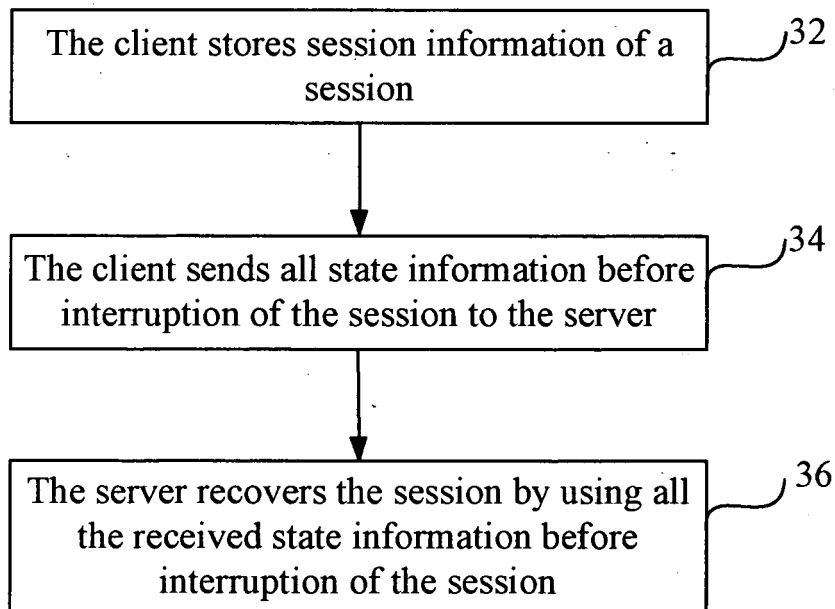 The client stores session information of a
session
32
The client sends all state information before
interruption of the session to the server
34
The server recovers the session by using all
the received state information before
interruption of the session
36